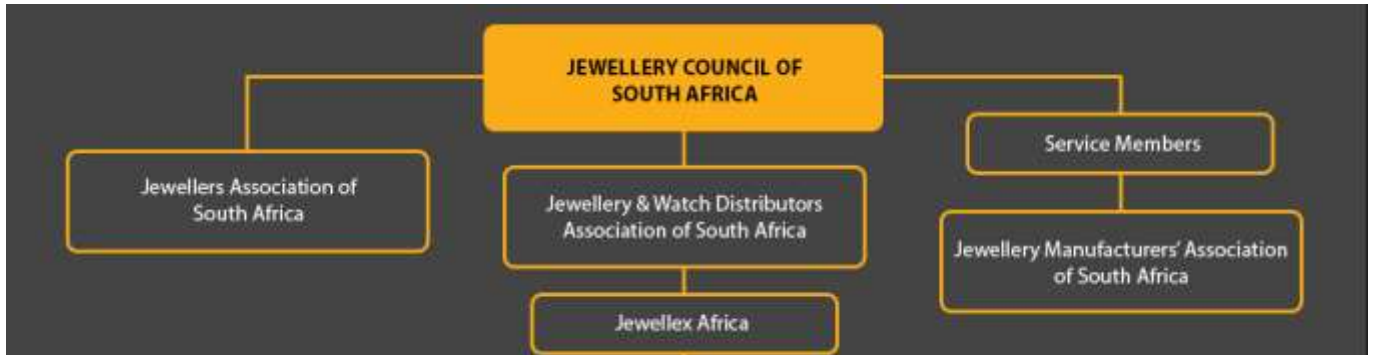 JEWELLERY COUNCIL OF
SOUTH AFRICA
Jewellers Association of
South Africa
Jewellery & Watch Distributors
Association of South Africa
Jewellex Africa
Service Members
Jewellery Manufacturers' Association
of South Africa